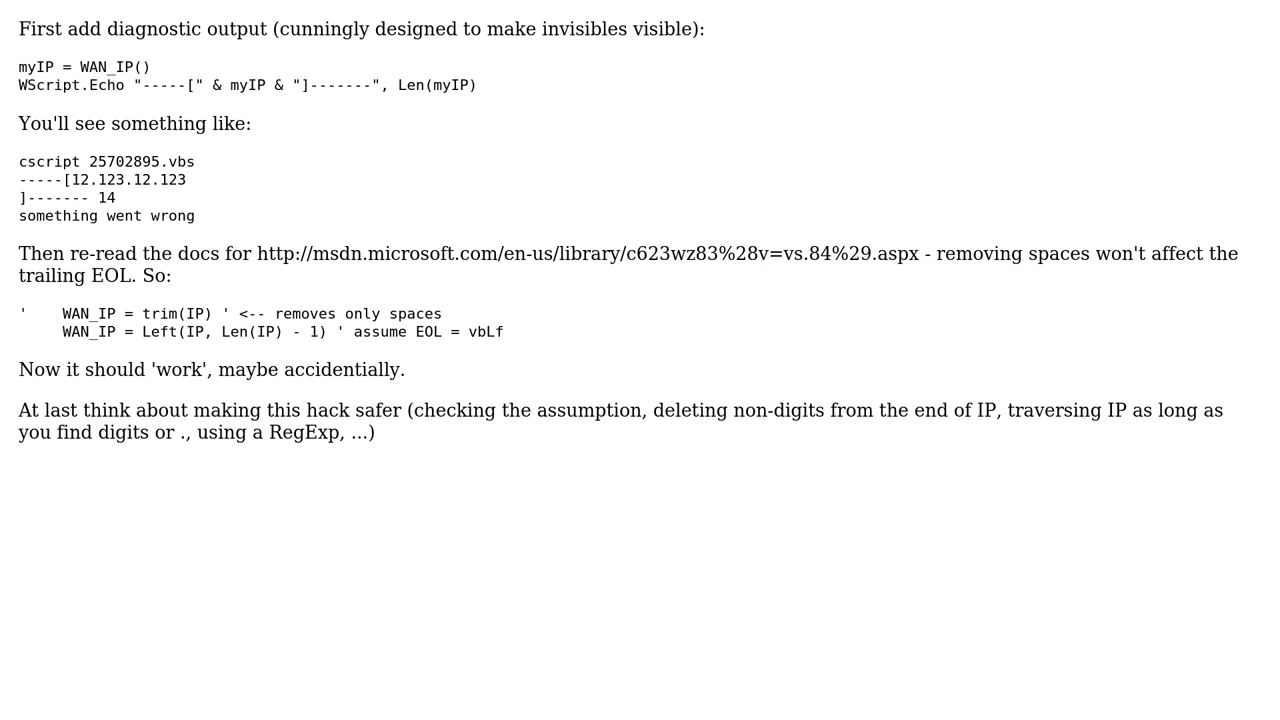 First add diagnostic output (cunningly designed to make invisibles visible):
myIP = WAN_IP()
WScript.Echo "-----[" & myIP & "]-------", Len(myIP)
You'll see something like:
cscript 25702895.vbs
-----[12.123.12.123
]------- 14
something went wrong
Then re-read the docs for http://msdn.microsoft.com/en-us/library/c623wz83%28v=vs.84%29.aspx - removing spaces won't affect the
trailing EOL. So:
'    WAN_IP = trim(IP) ' <-- removes only spaces
     WAN_IP = Left(IP, Len(IP) - 1) ' assume EOL = vbLf
Now it should 'work', maybe accidentially.
At last think about making this hack safer (checking the assumption, deleting non-digits from the end of IP, traversing IP as long as
you find digits or ., using a RegExp, ...)